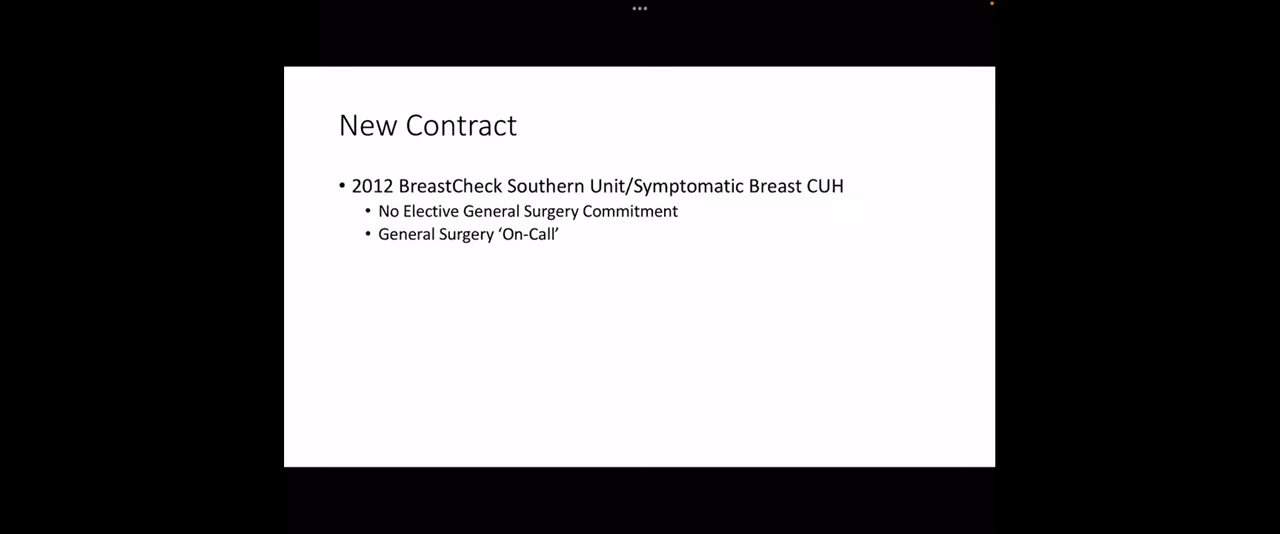 New Contract
• 2012 BreastCheck Southern Unit/Symptomatic Breast CUH
• No Elective General Surgery Commitment
• General Surgery ‘On-Call’